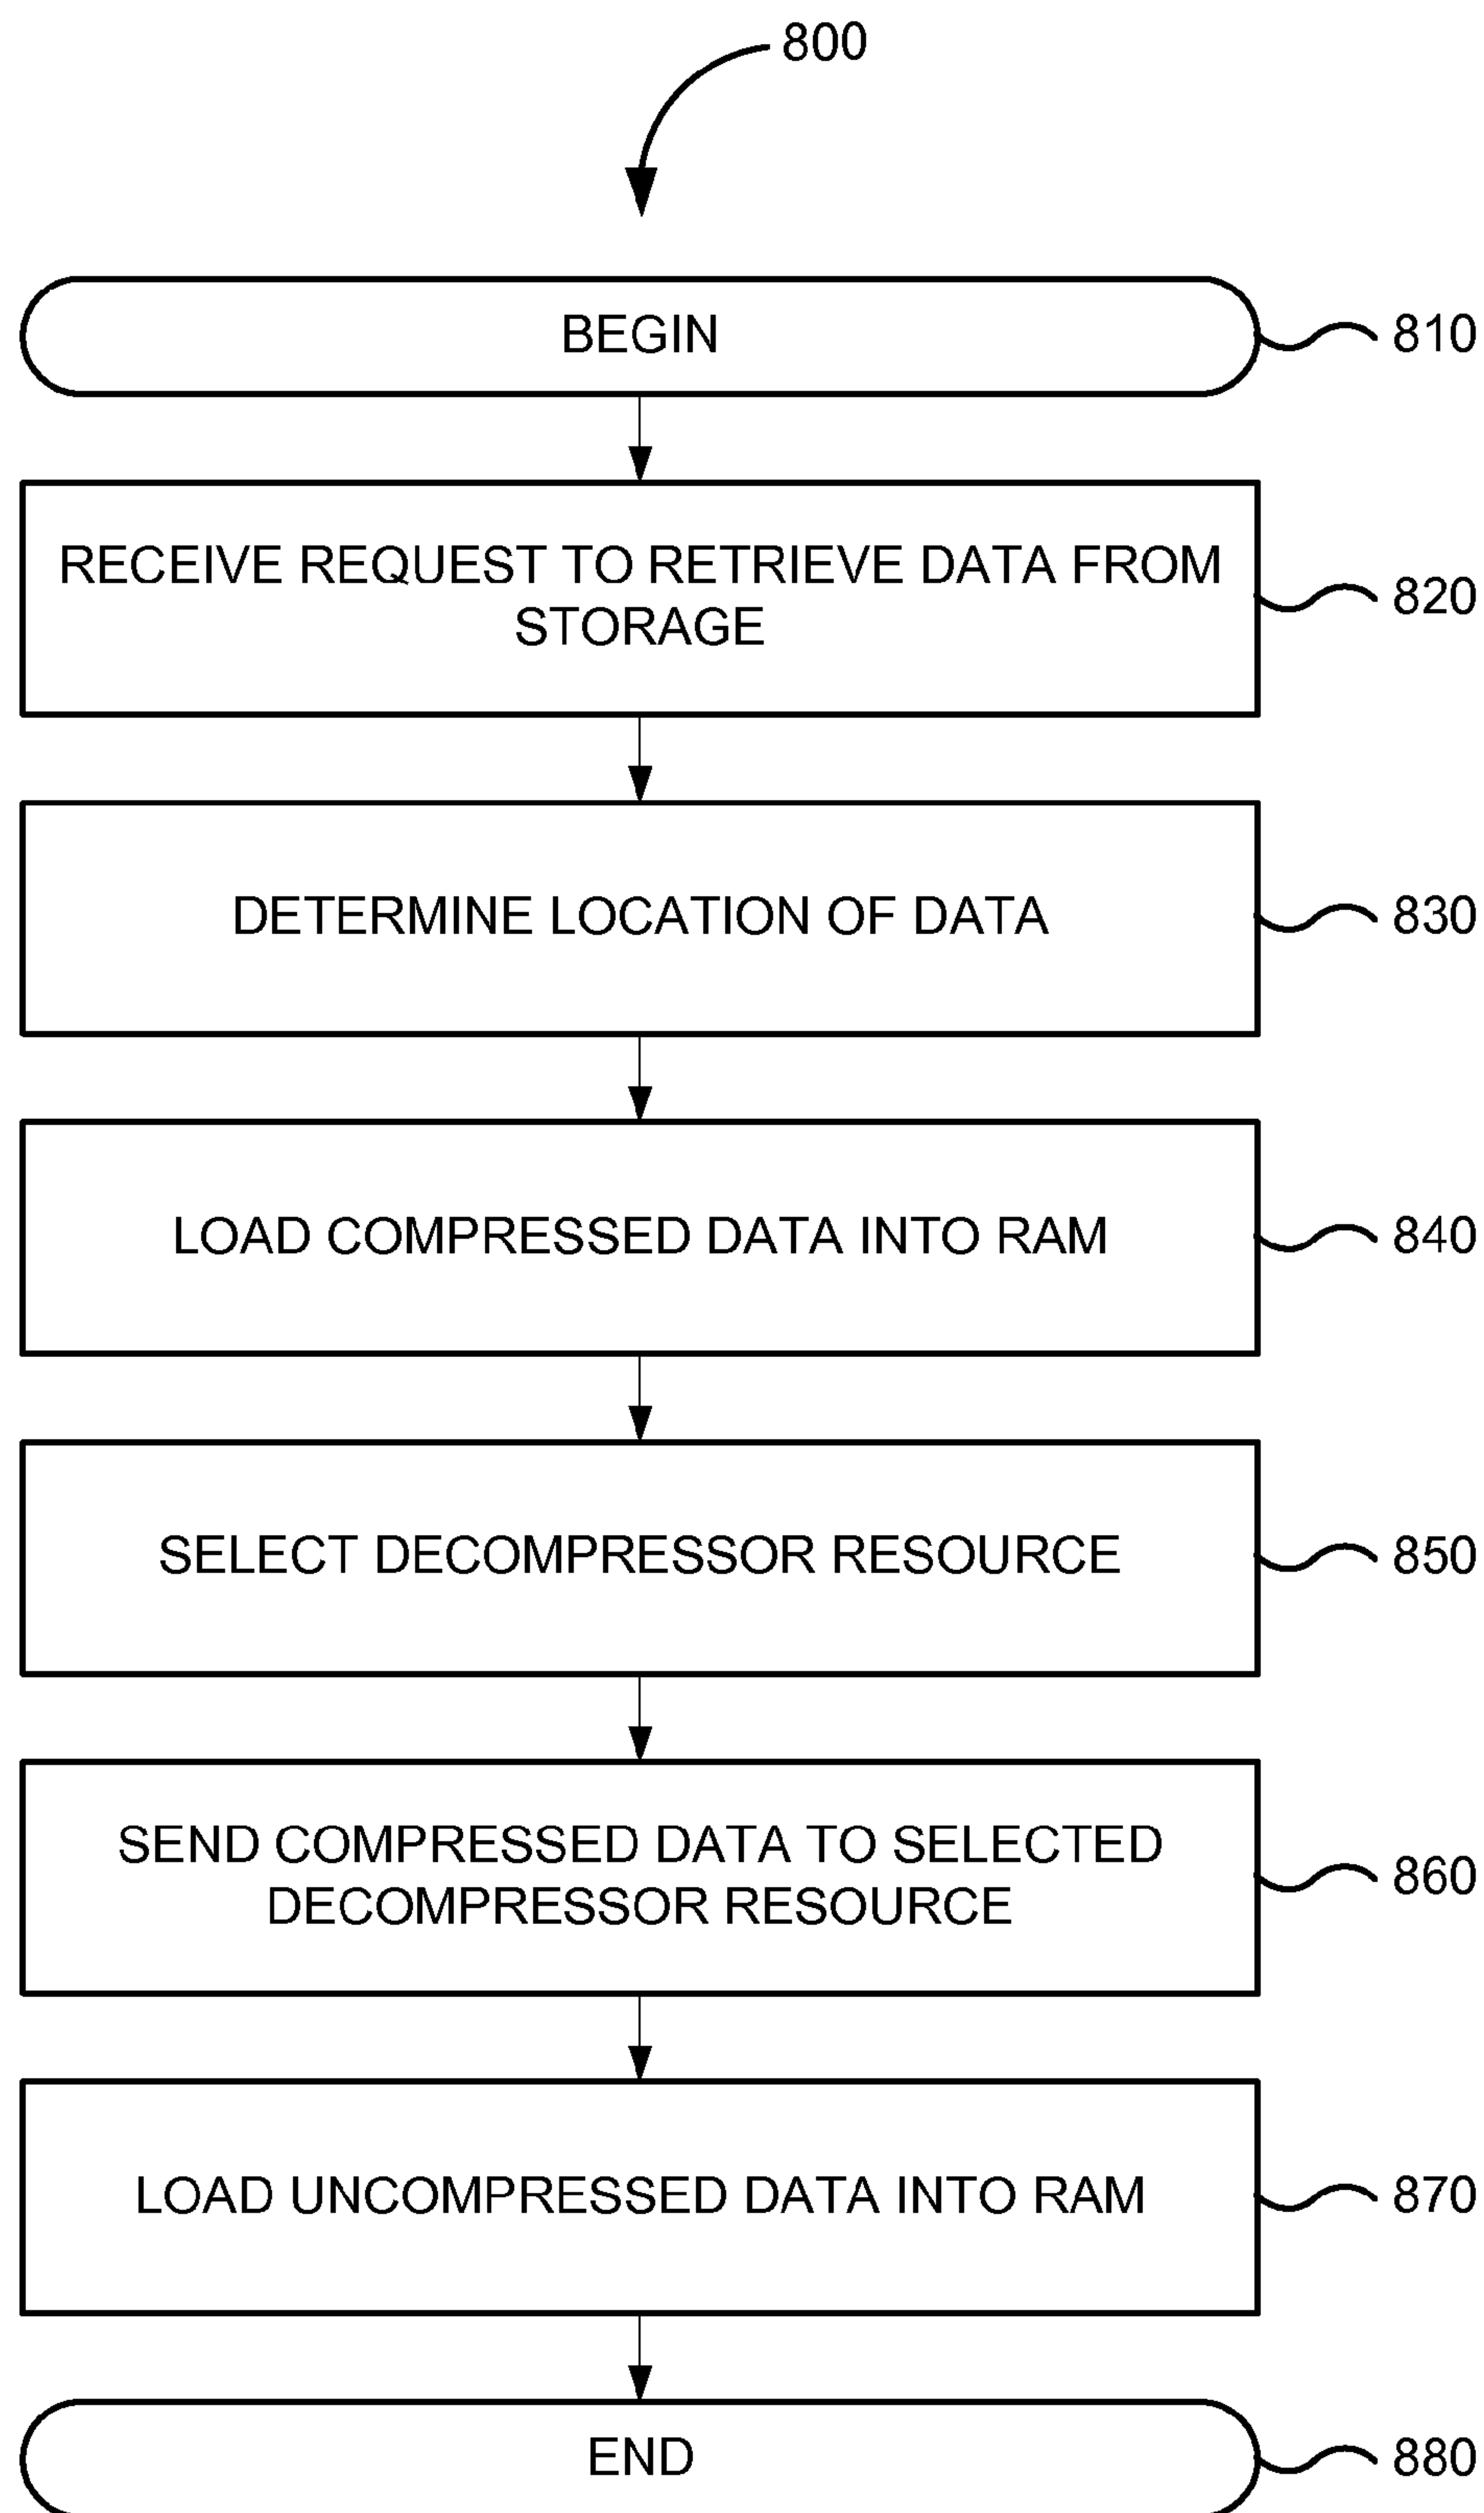 800
BEGIN
810
RECEIVE REQUEST TO RETRIEVE DATA FROM
STORAGE
820
DETERMINE LOCATION OF DATA
830
LOAD COMPRESSED DATA INTO RAM
840
SELECT DECOMPRESSOR RESOURCE
850
SEND COMPRESSED DATA TO SELECTED
DECOMPRESSOR RESOURCE
860
LOAD UNCOMPRESSED DATA INTO RAM
870
END
880